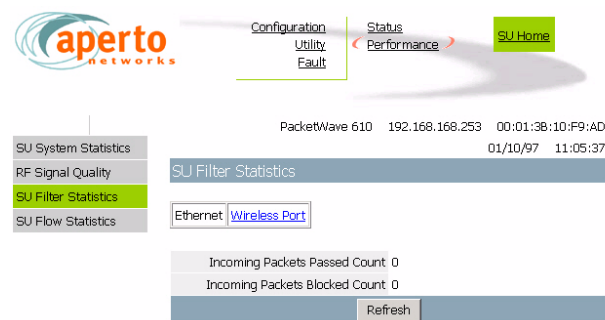 aperto
networks
Configuration Status
Utility Performance
Fault
SU Home
PacketWave 610 192.168.168.253 00:01:3B:10:F9:AD
01/10/97 11:05:37
SU System Statistics
RF Signal Quality
SU Filter Statistics
SU Flow Statistics
SU Filter Statistics
Ethernet Wireless Port
Incoming Packets Passed Count 0
Incoming Packets Blocked Count 0
Refresh